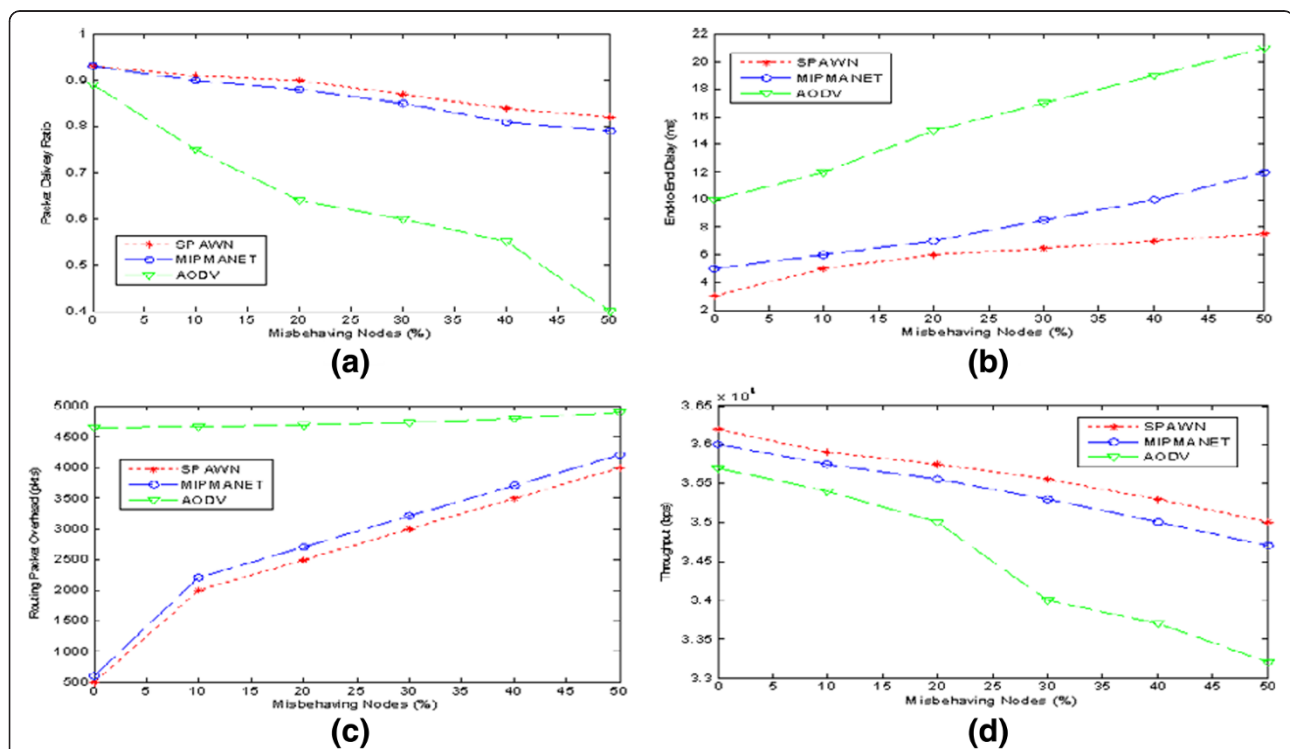 1
0.9
0.8
0.7
0.6
0.5
0.4
Packet Delivery Ratio
SPAWN
MIPMANET
AODV
0 5 10 15 20 25 30 35 40 45 50
Misbehaving Nodes (%)
(a)
22
20
18
16
14
12
10
8
6
4
2
End-to-End Delay (ms)
SPAWN
MIPMANET
AODV
0 5 10 15 20 25 30 35 40 45 50
Misbehaving Nodes (%)
(b)
5000
4500
4000
3500
3000
2500
2000
1500
1000
500
Routing Packet Overhead (pkts)
SPAWN
MIPMANET
AODV
0 5 10 15 20 25 30 35 40 45 50
Misbehaving Nodes (%)
(c)
x 10
3.65
3.6
3.55
3.5
3.45
3.4
3.35
3.3
Throughput (bps)
SPAWN
MIPMANET
AODV
0 5 10 15 20 25 30 35 40 45 50
Misbehaving Nodes (%)
(d)